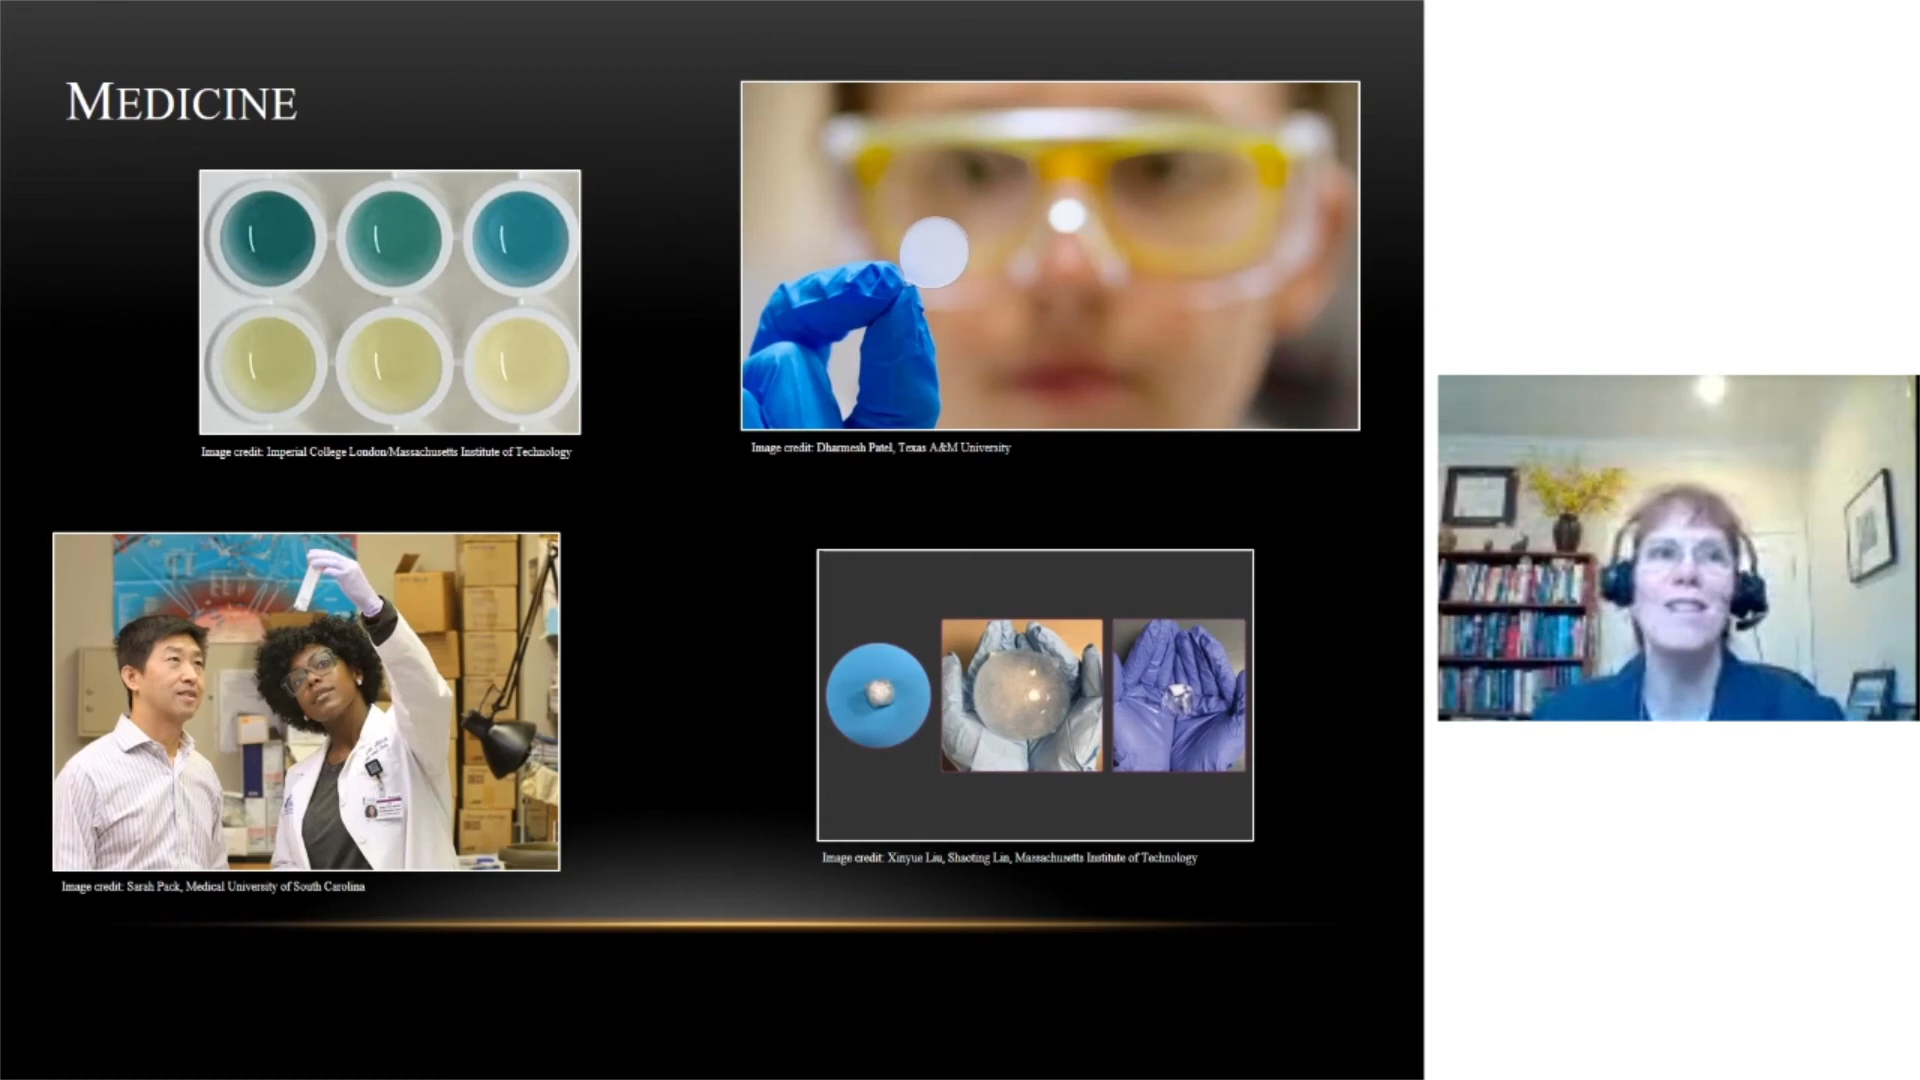 MEDICINE
Image credit: Imperial College London/Massachusetts Institute of Technology
Image credit: Dharmesh Patel, Texas A&M University
Image credit: Sarah Pack, Medical University of South Carolina
Image credit: Xinyue Liu, Shaoting Lin, Massachusetts Institute of Technology